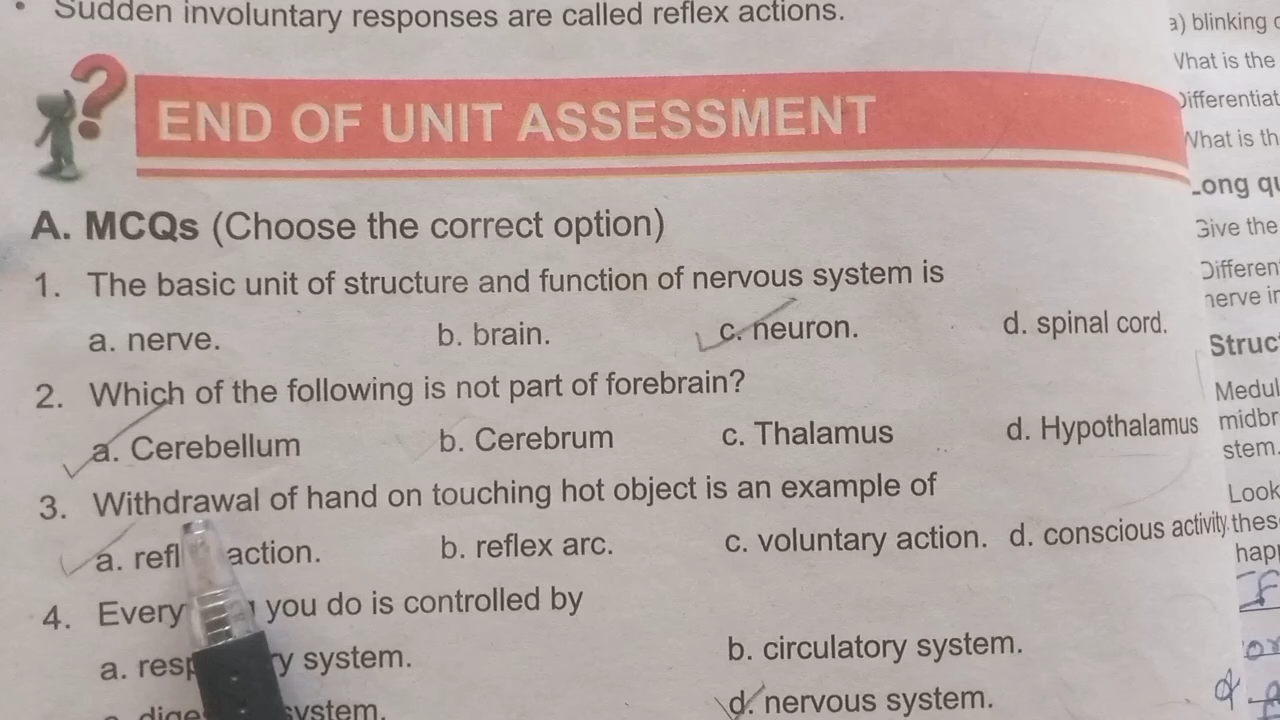 • Sudden involuntary responses are called reflex actions.
END OF UNIT ASSESSMENT
A. MCQs (Choose the correct option)
1. The basic unit of structure and function of nervous system is
a. nerve. b. brain. c. neuron. d. spinal cord.
2. Which of the following is not part of forebrain?
a. Cerebellum b. Cerebrum c. Thalamus d. Hypothalamus
3. Withdrawal of hand on touching hot object is an example of
a. action. b. reflex arc. c. voluntary action. d. conscious activity.
4. Every you do is controlled by
a. system. b. circulatory system.
system. d. nervous system.
a) blinking
What is the
Differentiat
What is th
Long qu
Give the
Differen
nerve in
Struc
Medul
midbr
stem.
Look
thes
happ